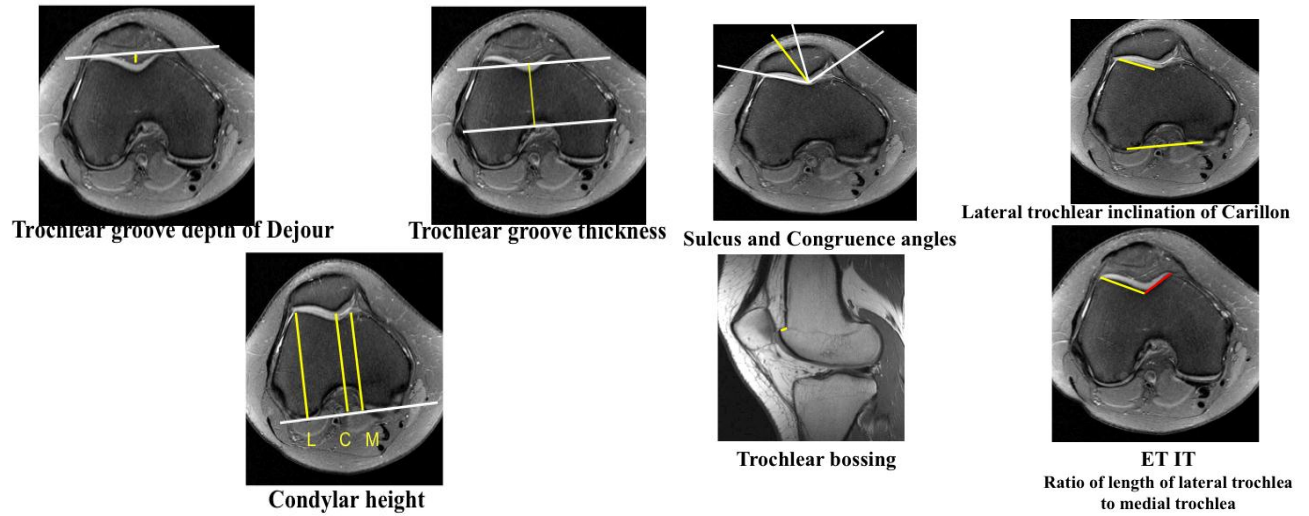 Trochlear groove depth of Dejour
Trochlear groove thickness
Sulcus and Congruence angles
Lateral trochlear inclination of Carillon
L C M
Condylar height
Trochlear bossing
ET IT
Ratio of length of lateral trochlea
to medial trochlea